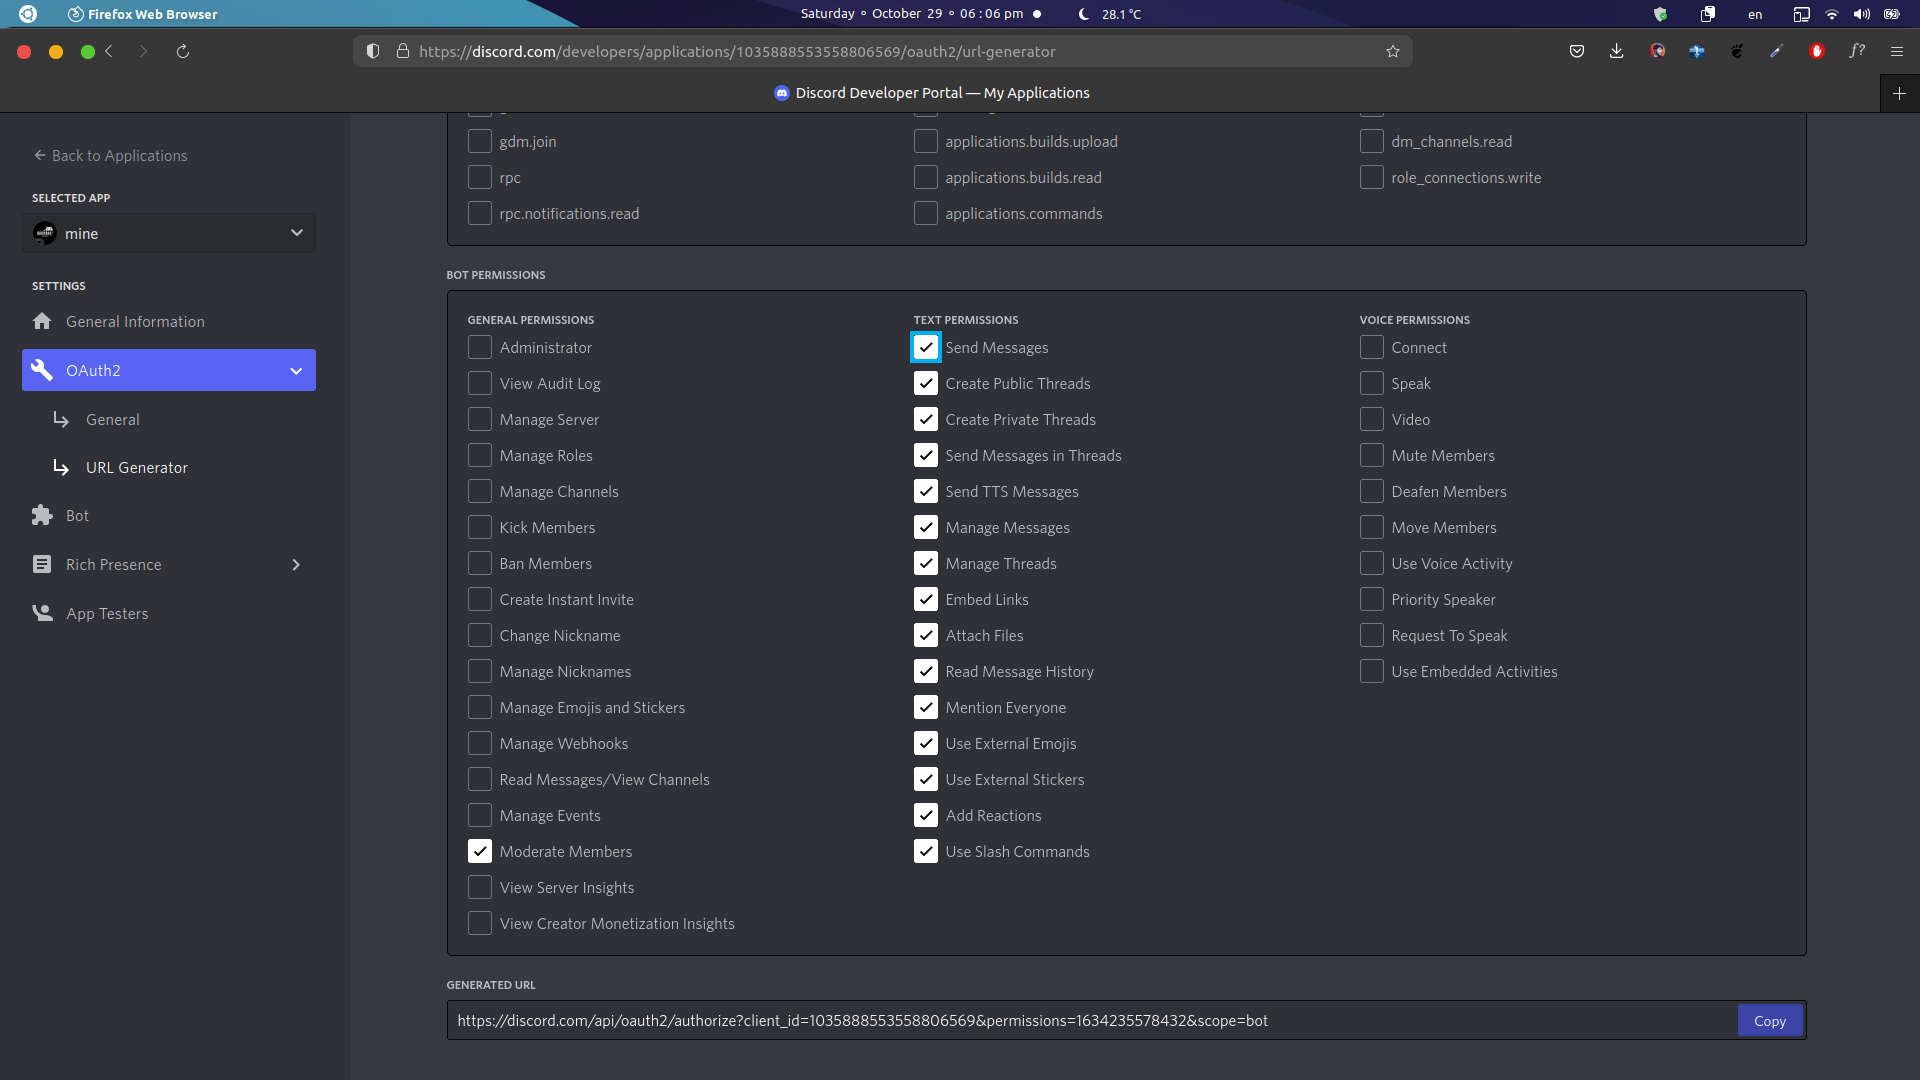 Firefox Web Browser
Saturday ∘ October 29 ∘ 06 : 06 pm
28.1 °C
en
https://discord.com/developers/applications/1035888553558806569/oauth2/url-generator
f?
Discord Developer Portal — My Applications
Back to Applications
SELECTED APP
mine
SETTINGS
General Information
OAuth2
General
URL Generator
Bot
Rich Presence
App Testers
gdm.join
applications.builds.upload
dm_channels.read
rpc
applications.builds.read
role_connections.write
rpc.notifications.read
applications.commands
BOT PERMISSIONS
GENERAL PERMISSIONS
Administrator
View Audit Log
Manage Server
Manage Roles
Manage Channels
Kick Members
Ban Members
Create Instant Invite
Change Nickname
Manage Nicknames
Manage Emojis and Stickers
Manage Webhooks
Read Messages/View Channels
Manage Events
Moderate Members
View Server Insights
View Creator Monetization Insights
TEXT PERMISSIONS
Send Messages
Create Public Threads
Create Private Threads
Send Messages in Threads
Send TTS Messages
Manage Messages
Manage Threads
Embed Links
Attach Files
Read Message History
Mention Everyone
Use External Emojis
Use External Stickers
Add Reactions
Use Slash Commands
VOICE PERMISSIONS
Connect
Speak
Video
Mute Members
Deafen Members
Move Members
Use Voice Activity
Priority Speaker
Request To Speak
Use Embedded Activities
GENERATED URL
https://discord.com/api/oauth2/authorize?client_id=1035888553558806569&permissions=1634235578432&scope=bot
Copy